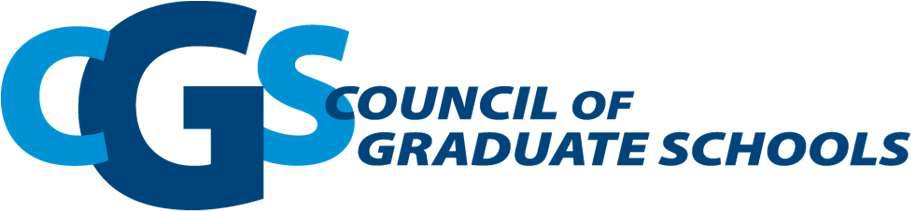 CGS
COUNCIL OF
GRADUATE SCHOOLS